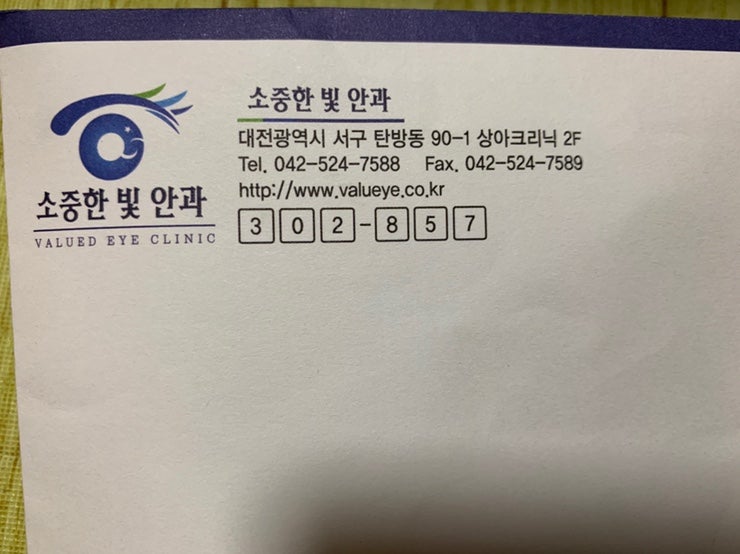 소중한 빛 안과
VALUED EYE CLINIC
소중한 빛 안과
대전광역시 서구 탄방동 90-1 상아크리닉 2F
Tel. 042-524-7588 Fax. 042-524-7589
http://www.valueye.co.kr
302-857